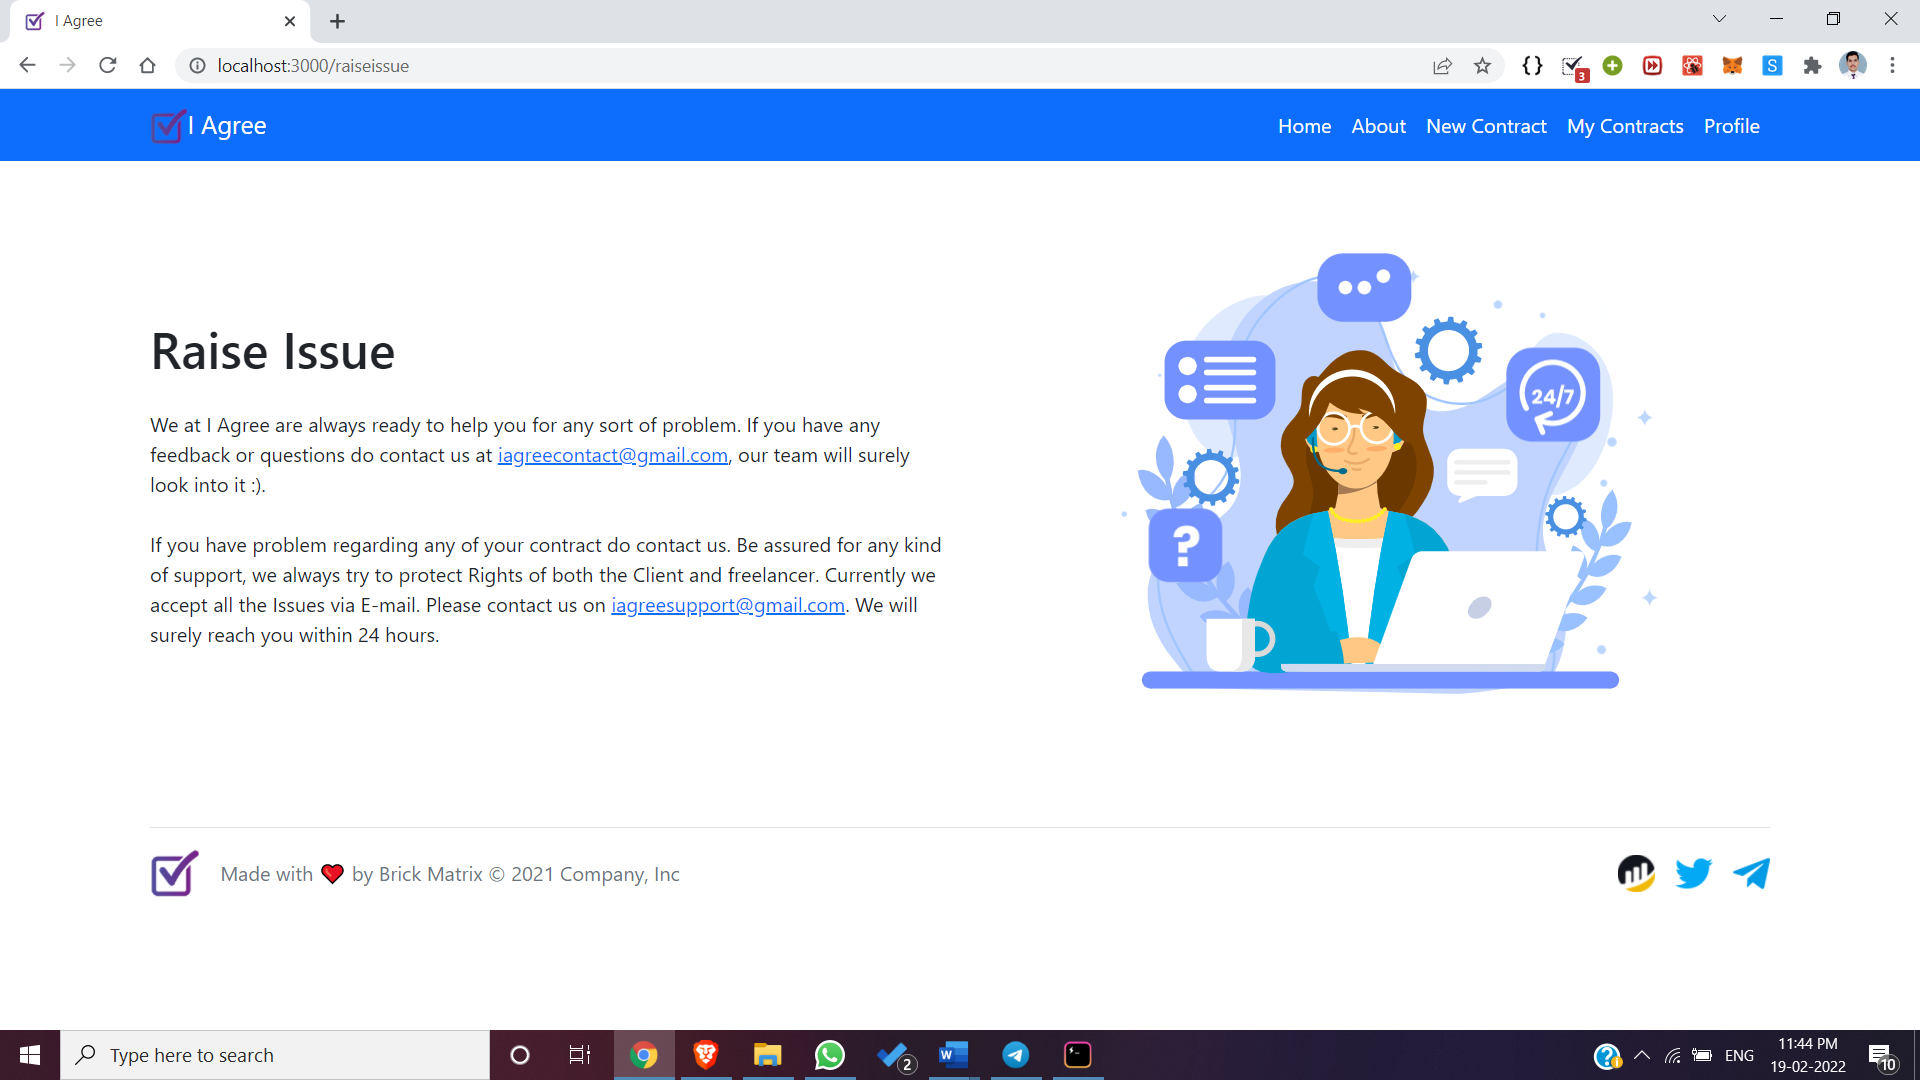 I Agree
localhost:3000/raiseissue
3
S
I Agree
Home About New Contract My Contracts Profile
Raise Issue
We at I Agree are always ready to help you for any sort of problem. If you have any
feedback or questions do contact us at iagreecontact@gmail.com, our team will surely
look into it :).
If you have problem regarding any of your contract do contact us. Be assured for any kind
of support, we always try to protect Rights of both the Client and freelancer. Currently we
accept all the Issues via E-mail. Please contact us on iagreesupport@gmail.com. We will
surely reach you within 24 hours.
24/7
?
Made with ❤ by Brick Matrix © 2021 Company, Inc
Type here to search
2
W
?
ENG
11:44 PM
19-02-2022
10